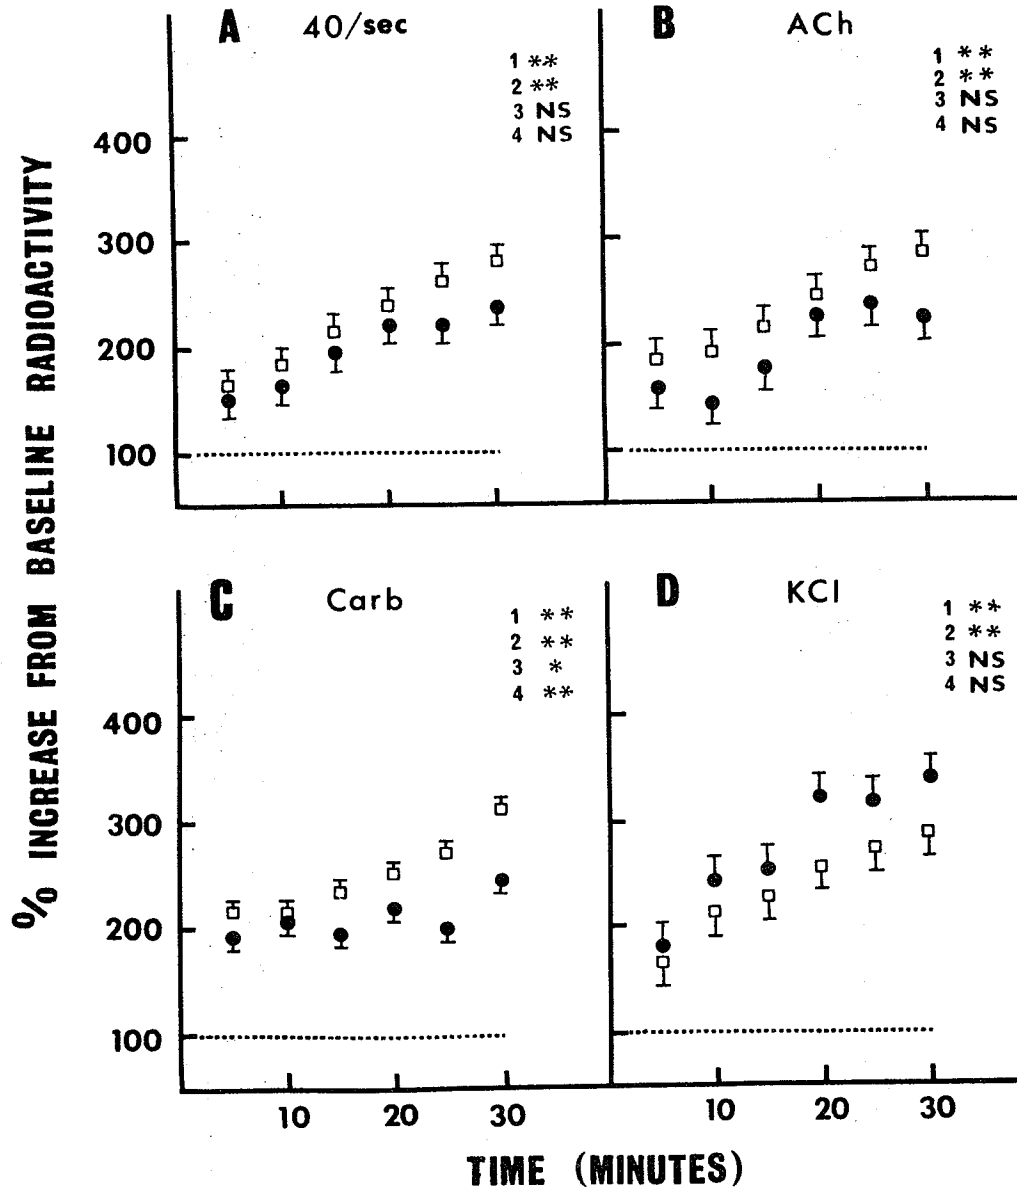 % INCREASE FROM BASELINE RADIOACTIVITY
A 40/sec
1 **
2 **
3 NS
4 NS
400
300
200
100
B ACh
1 **
2 **
3 NS
4 NS
C Carb
1 **
2 **
3 *
4 **
400
300
200
100
10 20 30
D KCl
1 **
2 **
3 NS
4 NS
10 20 30
TIME (MINUTES)